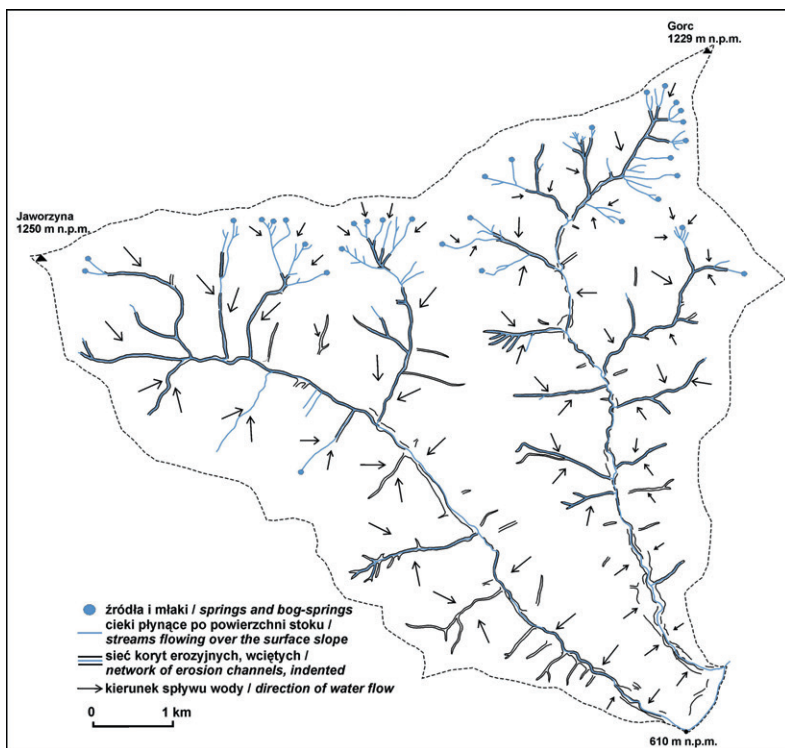 Gorc
1229 m n.p.m.
Jaworzyna
1250 m n.p.m.
źródła i młaki / springs and bog-springs
cieki płynące po powierzchni stoku /
streams flowing over the surface slope
sieć koryt erozyjnych, wciętych /
network of erosion channels, indented
kierunek spływu wody / direction of water flow
0 1 km
610 m n.p.m.